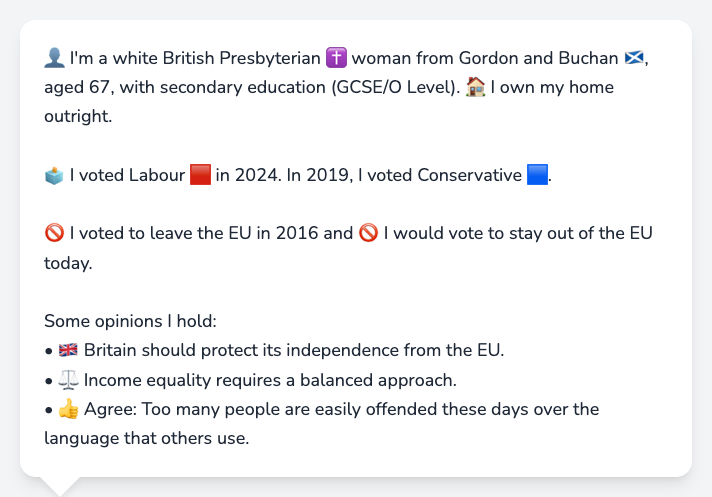 👤 I'm a white British Presbyterian ✝️ woman from Gordon and Buchan 🏴󠁧󠁢󠁳󠁣󠁴󠁿,
aged 67, with secondary education (GCSE/O Level). 🏠 I own my home
outright.
🗳️ I voted Labour 🟥 in 2024. In 2019, I voted Conservative 🟦.
🚫 I voted to leave the EU in 2016 and 🚫 I would vote to stay out of the EU
today.
Some opinions I hold:
• 🇬🇧 Britain should protect its independence from the EU.
• ⚖️ Income equality requires a balanced approach.
• 👍 Agree: Too many people are easily offended these days over the
language that others use.